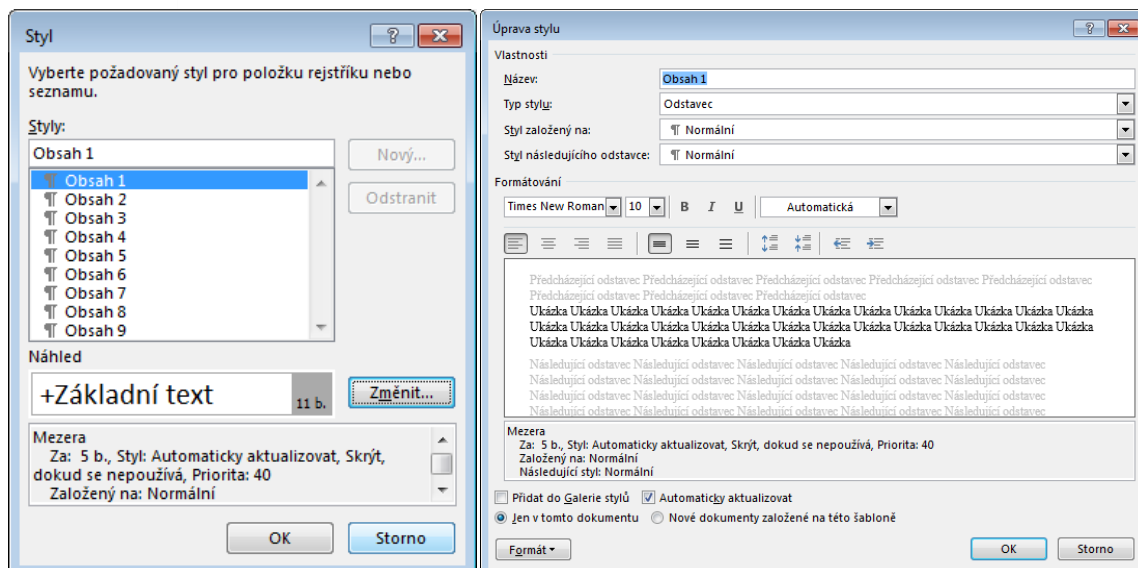 Styl
Vyberte požadovaný styl pro položku rejstříku nebo
seznamu.
Styly:
Obsah 1
Nový...
¶ Obsah 1
¶ Obsah 2
¶ Obsah 3
¶ Obsah 4
¶ Obsah 5
¶ Obsah 6
¶ Obsah 7
¶ Obsah 8
¶ Obsah 9
Odstranit
Náhled
+Základní text
11 b.
Změnit...
Mezera
Za: 5 b., Styl: Automaticky aktualizovat, Skrýt,
dokud se nepoužívá, Priorita: 40
Založený na: Normální
OK
Storno
Úprava stylu
Vlastnosti
Název:
Obsah 1
Typ stylu:
Odstavec
Styl založený na:
¶ Normální
Styl následujícího odstavce:
¶ Normální
Formátování
Times New Roman
10
B
I
U
Automatická
Předcházející odstavec Předcházející odstavec Předcházející odstavec Předcházející odstavec Předcházející odstavec
Předcházející odstavec Předcházející odstavec Předcházející odstavec
Ukázka Ukázka Ukázka Ukázka Ukázka Ukázka Ukázka Ukázka Ukázka Ukázka Ukázka Ukázka Ukázka Ukázka
Ukázka Ukázka Ukázka Ukázka Ukázka Ukázka Ukázka Ukázka Ukázka Ukázka Ukázka Ukázka Ukázka Ukázka
Ukázka Ukázka Ukázka Ukázka Ukázka Ukázka Ukázka Ukázka
Následující odstavec Následující odstavec Následující odstavec Následující odstavec Následující odstavec
Následující odstavec Následující odstavec Následující odstavec Následující odstavec Následující odstavec
Následující odstavec Následující odstavec Následující odstavec Následující odstavec Následující odstavec
Následující odstavec Následující odstavec Následující odstavec Následující odstavec Následující odstavec
Mezera
Za: 5 b., Styl: Automaticky aktualizovat, Skrýt, dokud se nepoužívá, Priorita: 40
Založený na: Normální
Následující styl: Normální
Přidat do Galerie stylů
Automaticky aktualizovat
Jen v tomto dokumentu
Nové dokumenty založené na této šabloně
Formát
OK
Storno